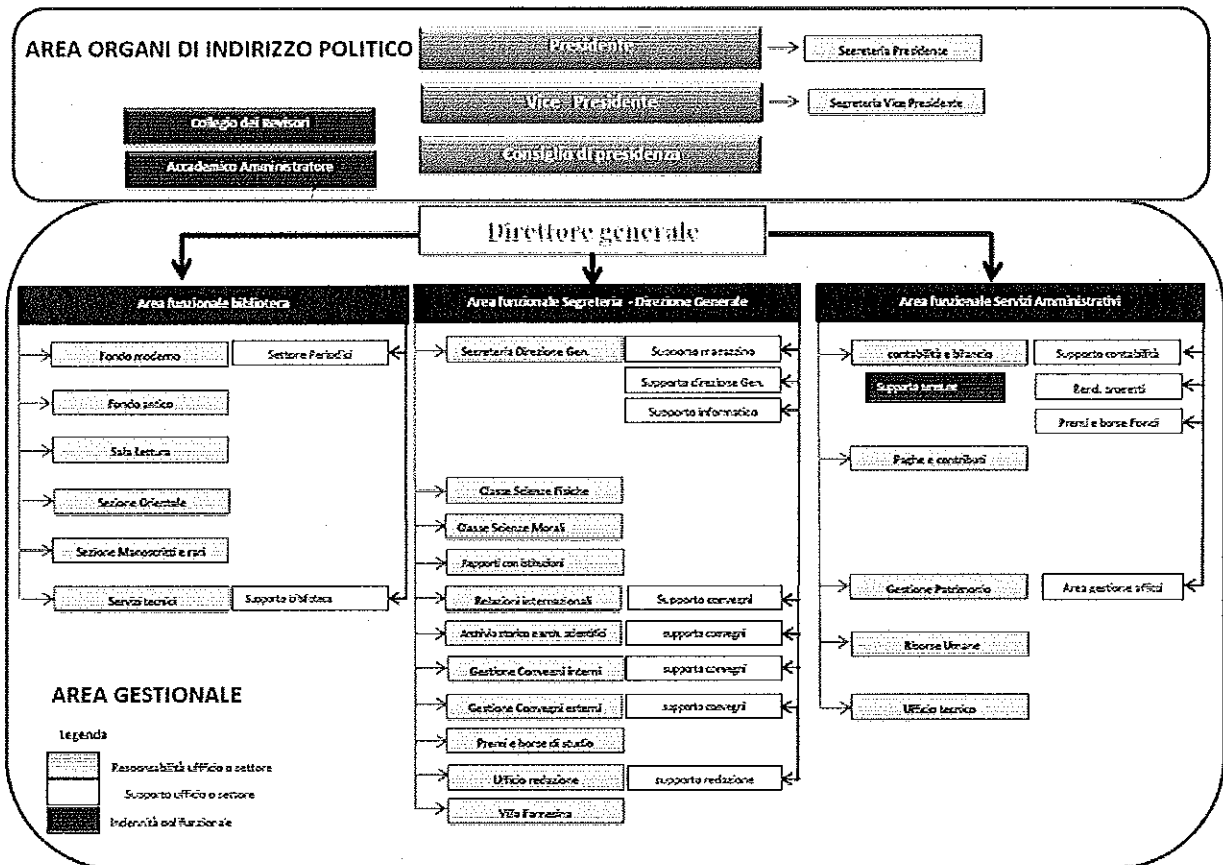 AREA ORGANI DI INDIRIZZO POLITICO
Presidente
Segreteria Presidente
Vice Presidente
Segreteria Vice Presidente
Collegio dei Revisori
Accademico Amministratore
Consiglio di presidenza
Direttore generale
Area funzionale biblioteca
Fondo moderno
Settore Periodici
Fondo antico
Sala Lettura
Sezione Orientale
Sezione Manoscritti e rari
Servizi tecnici
Supporto biblioteca
Area funzionale Segreteria - Direzione Generale
Segreteria Direzione Gen.
Supporto magazzino
Supporto direzione Gen.
Supporto informatico
Classe Scienze Fisiche
Classe Scienze Morali
Rapporti con istituzioni
Relazioni internazionali
Supporto convegni
Archivio storico e arch. scientifici
supporto convegni
Gestione Convegni interni
supporto convegni
Gestione Convegni esterni
supporto convegni
Premi e borse di studio
Ufficio redazione
supporto redazione
Villa Farnesina
Area funzionale Servizi Amministrativi
contabilità e bilancio
Supporto contabilità
Supporto
Rend.
Premi e borse Fondi
Paghe e contributi
Gestione Patrimonio
Area gestione affitti
Risorse Umane
Ufficio tecnico
AREA GESTIONALE
Legenda
Responsabilità ufficio o settore
Supporto ufficio o settore
Indennità funzionale